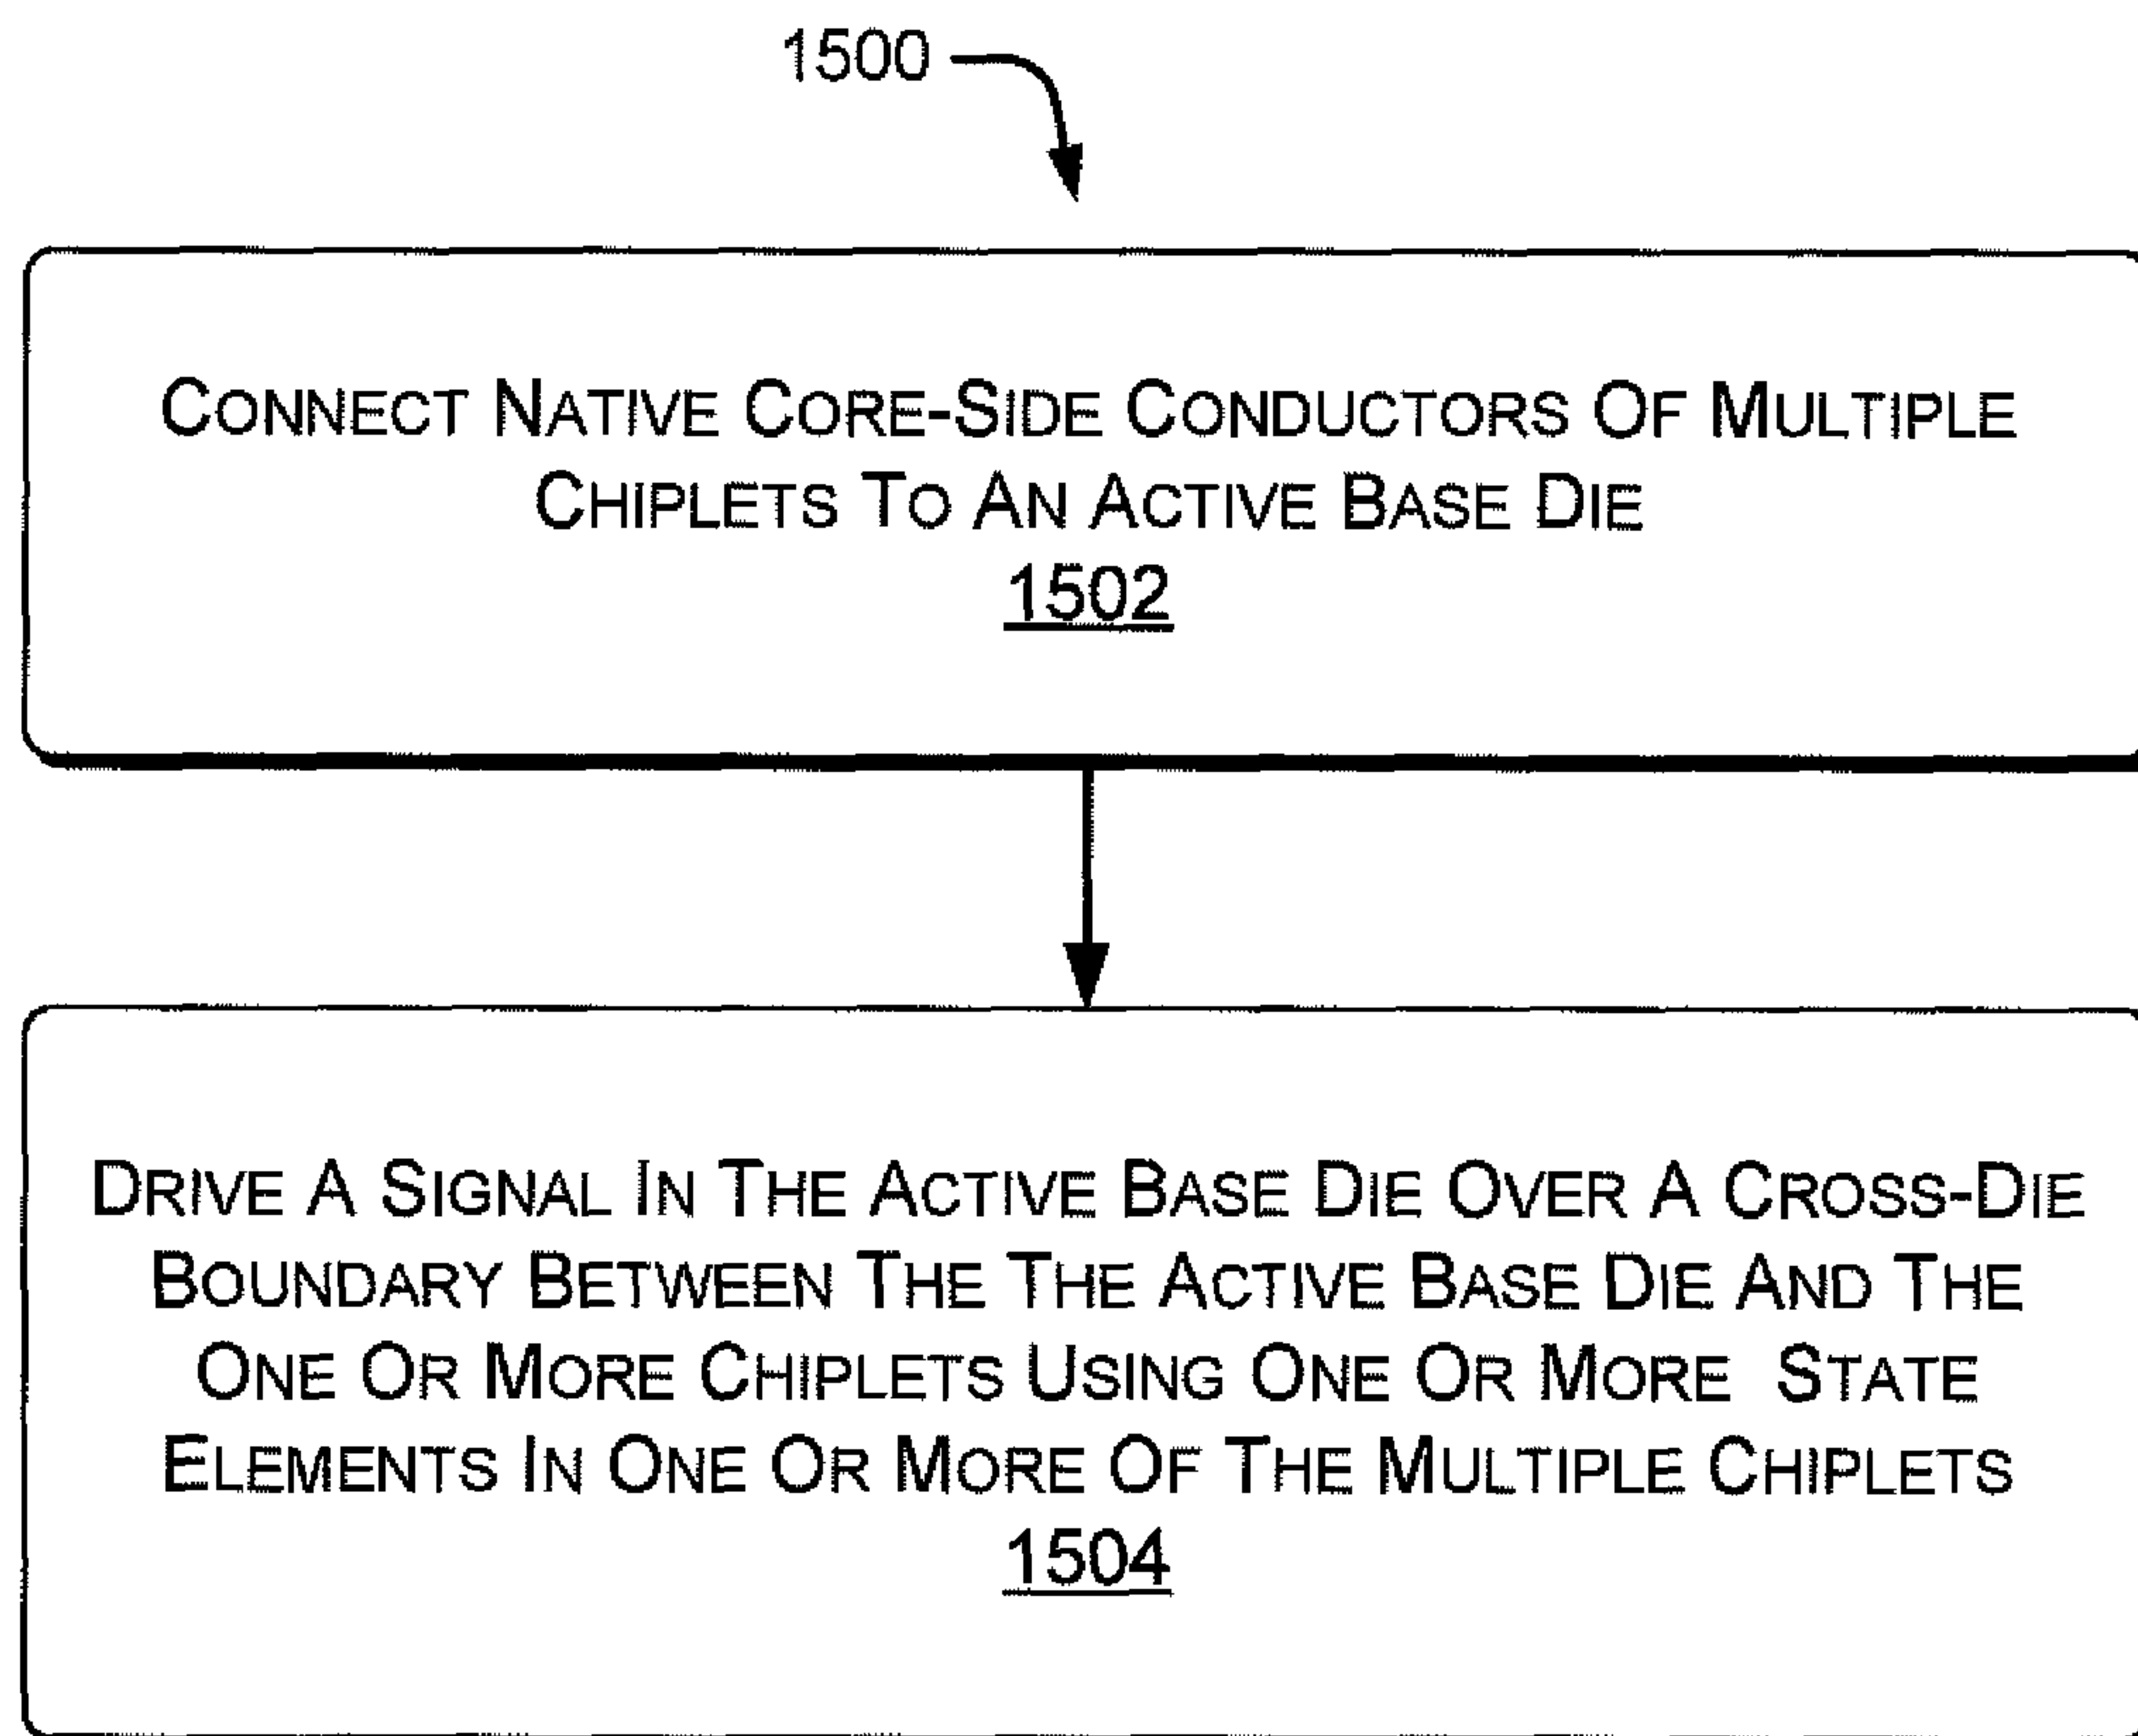 1500
CONNECT NATIVE CORE-SIDE CONDUCTORS OF MULTIPLE
CHIPLETS TO AN ACTIVE BASE DIE
1502
DRIVE A SIGNAL IN THE ACTIVE BASE DIE OVER A CROSS-DIE
BOUNDARY BETWEEN THE THE ACTIVE BASE DIE AND THE
ONE OR MORE CHIPLETS USING ONE OR MORE STATE
ELEMENTS IN ONE OR MORE OF THE MULTIPLE CHIPLETS
1504